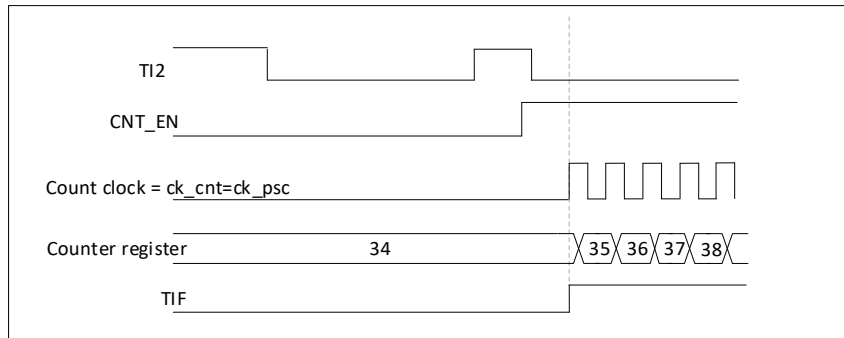 TI2
CNT_EN
Count clock = ck_cnt=ck_psc
Counter register 34 35 36 37 38
TIF